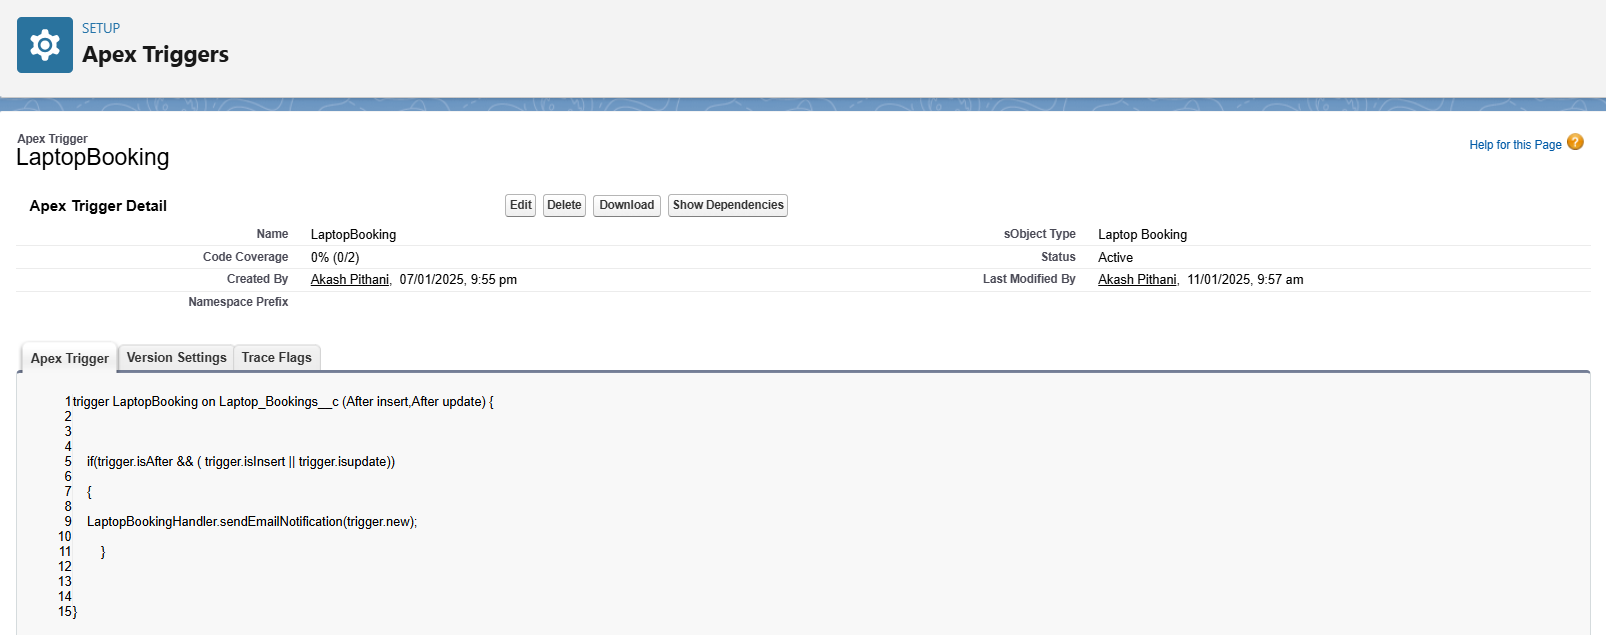 SETUP
Apex Triggers
Apex Trigger
LaptopBooking
Help for this Page ?
Apex Trigger Detail
Edit Delete Download Show Dependencies
Name LaptopBooking sObject Type Laptop Booking
Code Coverage 0% (0/2) Status Active
Created By Akash Pithani, 07/01/2025, 9:55 pm Last Modified By Akash Pithani, 11/01/2025, 9:57 am
Namespace Prefix
Apex Trigger Version Settings Trace Flags
1 trigger LaptopBooking on Laptop_Bookings__c (After insert,After update) {
2
3
4
5 if(trigger.isAfter && ( trigger.isInsert || trigger.isupdate))
6
7 {
8
9 LaptopBookingHandler.sendEmailNotification(trigger.new);
10
11 }
12
13
14
15 }